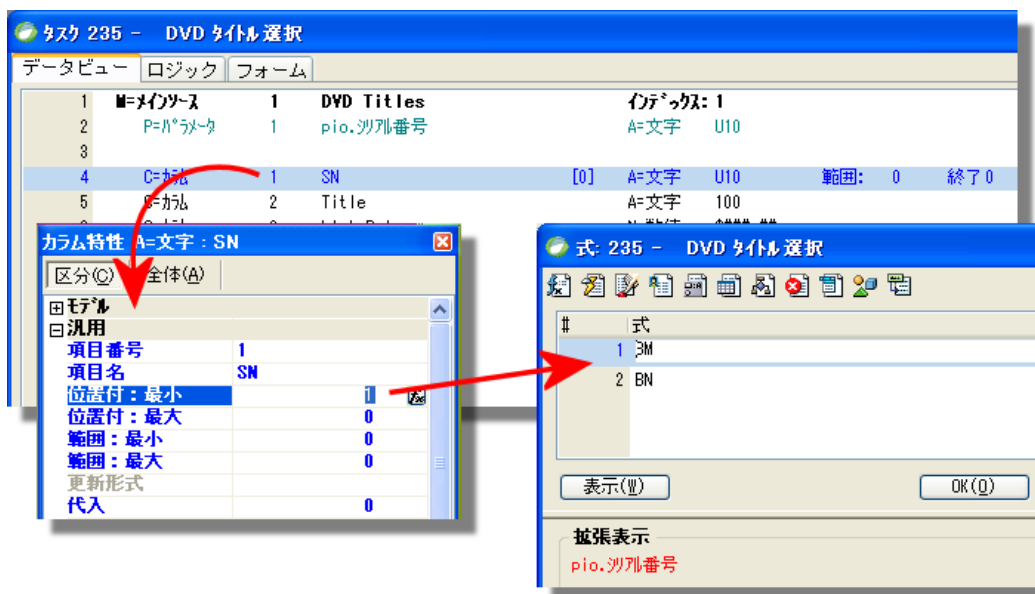 タスク 235 - DVD タイトル 選択
データビュー ロジック フォーム
1 M=メインソース 1 DVD Titles インデックス: 1
2 P=パラメータ 1 pio.シリアル番号 A=文字 U10
3
4 C=カラム 1 SN [0] A=文字 U10 範囲: 0 終了 0
5 C=カラム 2 Title A=文字 100
カラム特性 A=文字 : SN
区分(C) 全体(A)
モデル
汎用
項目番号 1
項目名 SN
位置付:最小 1
位置付:最大 0
範囲:最小 0
範囲:最大 0
更新形式
代入 0
式: 235 - DVD タイトル 選択
# 式
1 BM
2 BN
表示(W) OK(O)
拡張表示
pio.シリアル番号